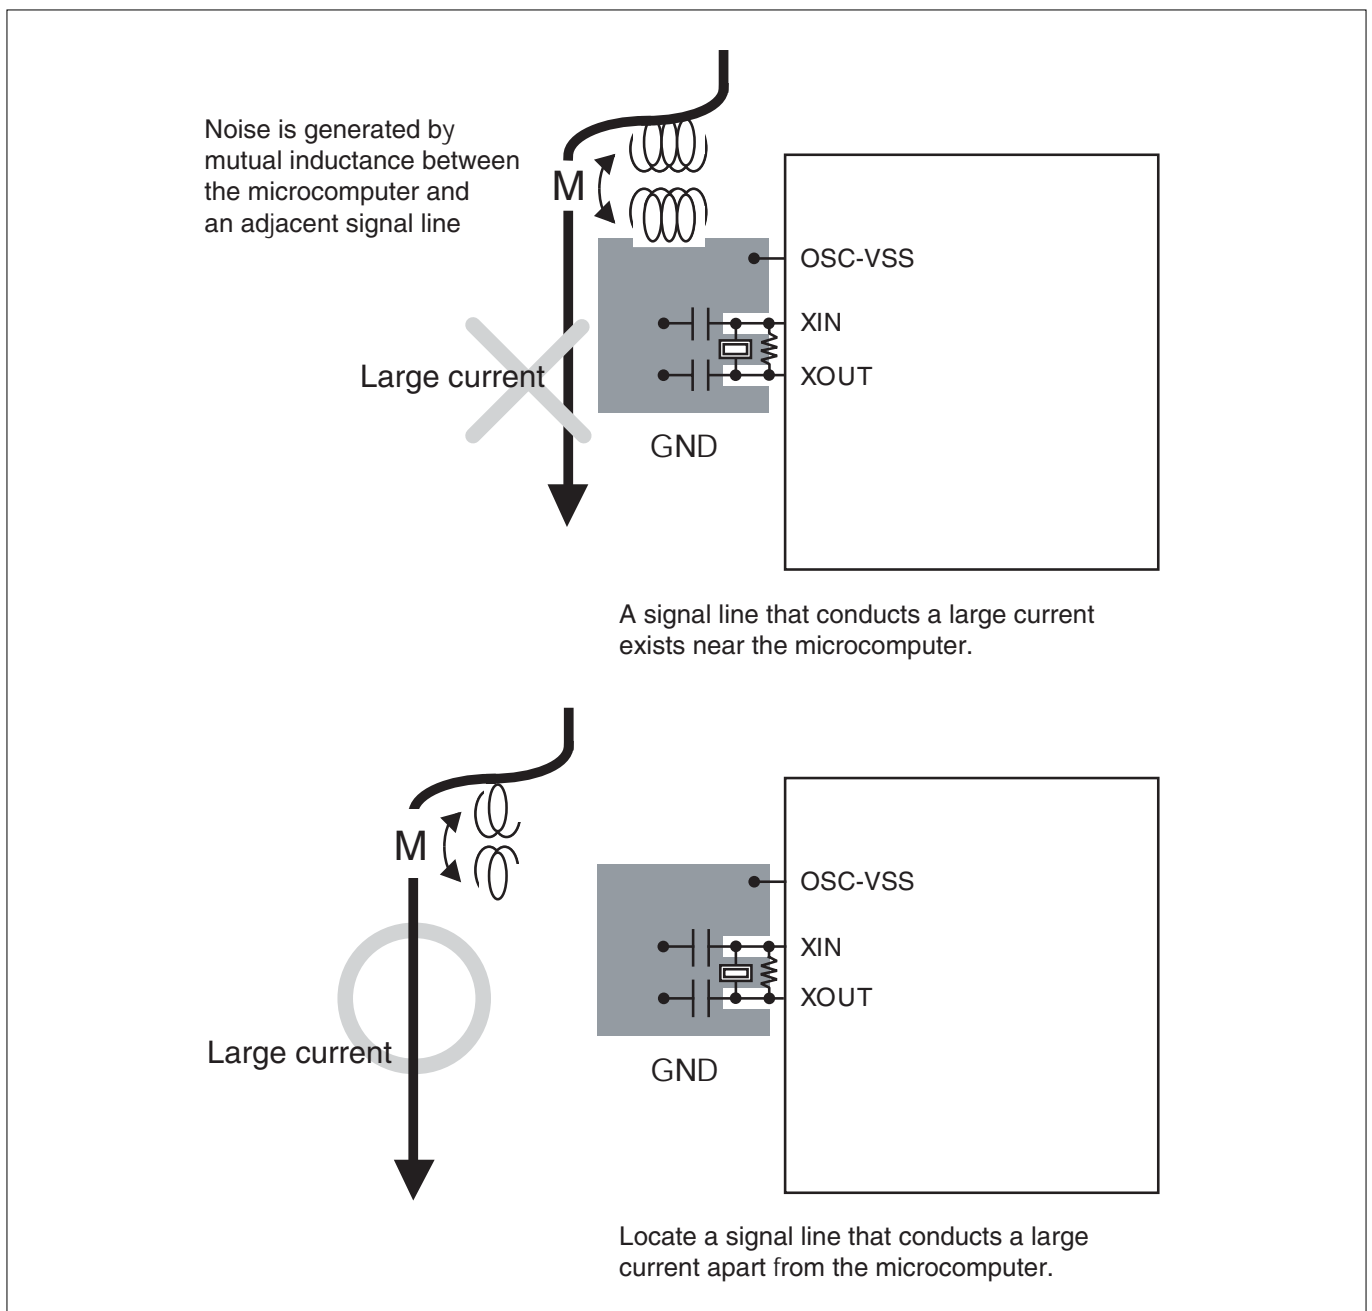 Noise is generated by
mutual inductance between
the microcomputer and
an adjacent signal line
M
OSC-VSS
XIN
XOUT
Large current
GND
A signal line that conducts a large current
exists near the microcomputer.
M
OSC-VSS
XIN
XOUT
Large current
GND
Locate a signal line that conducts a large
current apart from the microcomputer.